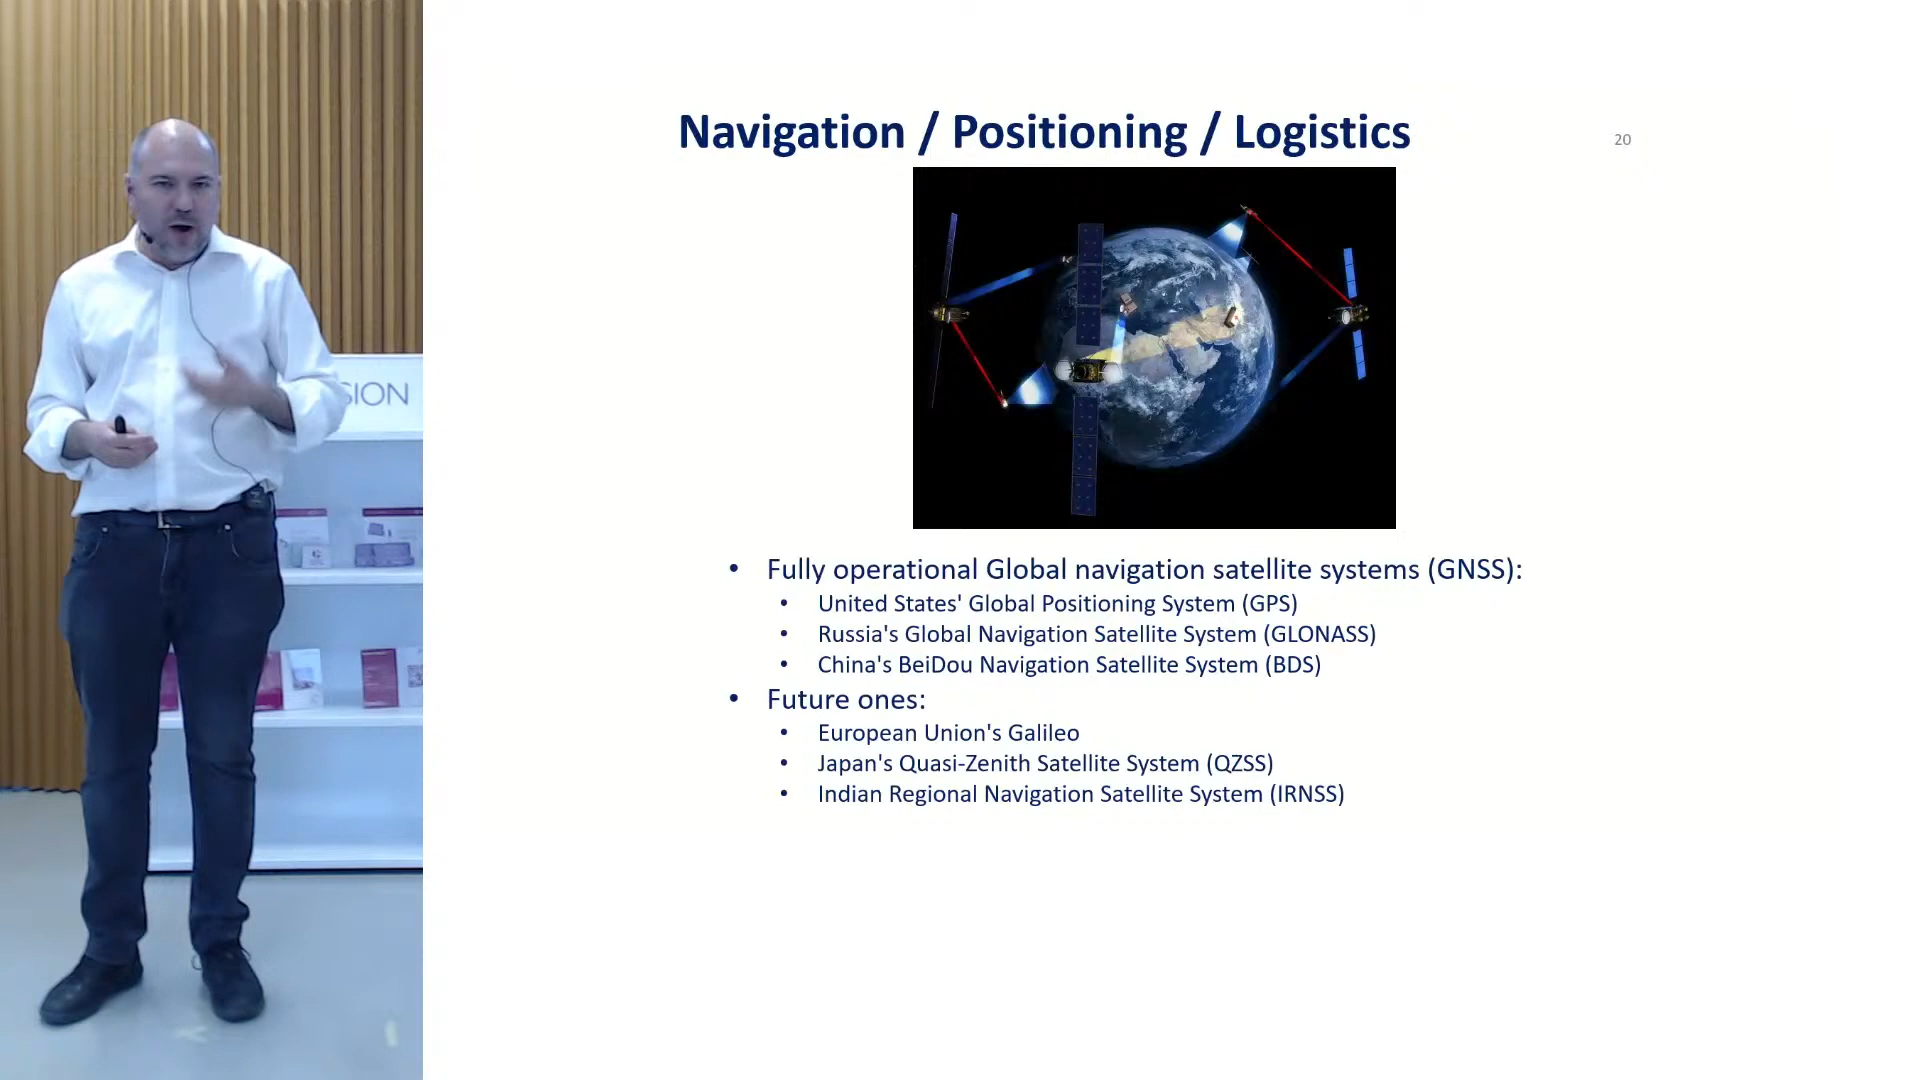 Navigation / Positioning / Logistics
20
SION
• Fully operational Global navigation satellite systems (GNSS):
• United States' Global Positioning System (GPS)
• Russia's Global Navigation Satellite System (GLONASS)
• China's BeiDou Navigation Satellite System (BDS)
• Future ones:
• European Union's Galileo
• Japan's Quasi-Zenith Satellite System (QZSS)
• Indian Regional Navigation Satellite System (IRNSS)